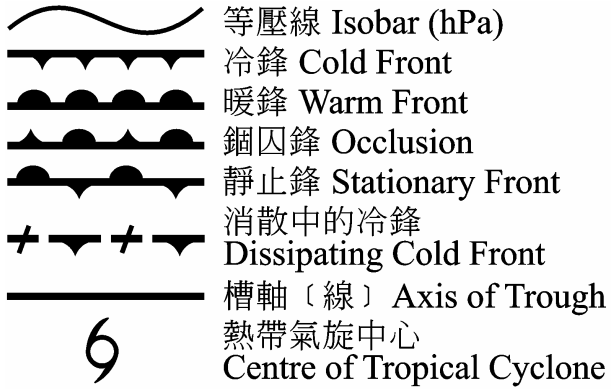 等壓線 Isobar (hPa)
冷鋒 Cold Front
暖鋒 Warm Front
錮囚鋒 Occlusion
靜止鋒 Stationary Front
消散中的冷鋒
Dissipating Cold Front
槽軸﹝線﹞ Axis of Trough
熱帶氣旋中心
Centre of Tropical Cyclone